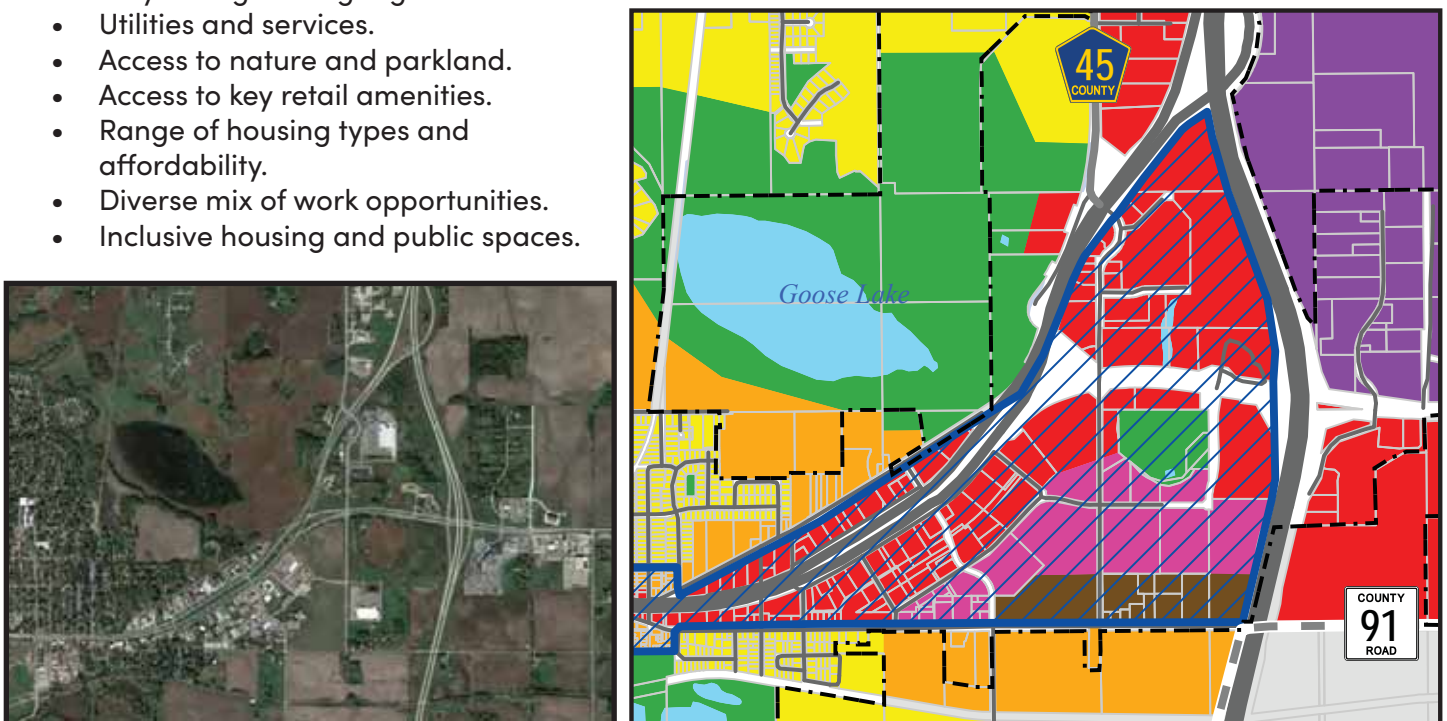 • Utilities and services.
• Access to nature and parkland.
• Access to key retail amenities.
• Range of housing types and
affordability.
• Diverse mix of work opportunities.
• Inclusive housing and public spaces.
45
COUNTY
Goose Lake
COUNTY
91
ROAD